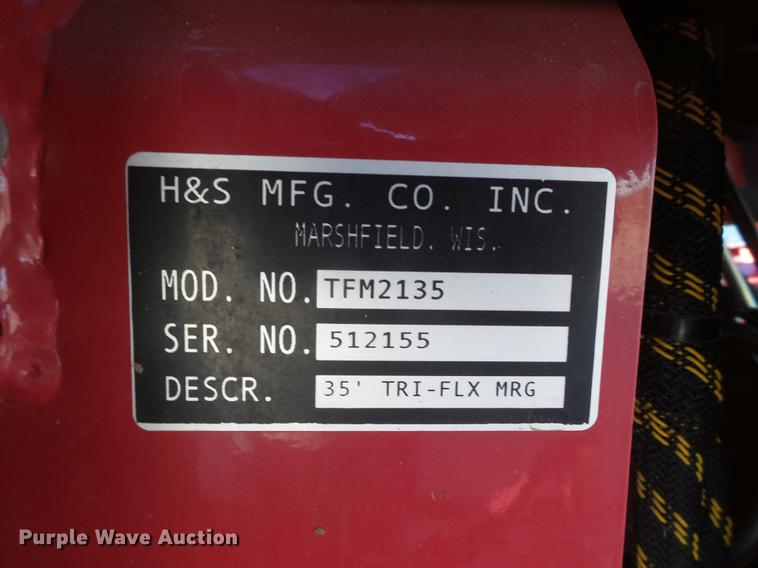 H&S MFG. CO. INC.
MARSHFIELD, WIS.
MOD. NO. TFM2135
SER. NO. 512155
DESCR. 35' TRI-FLX MRG
Purple Wave Auction